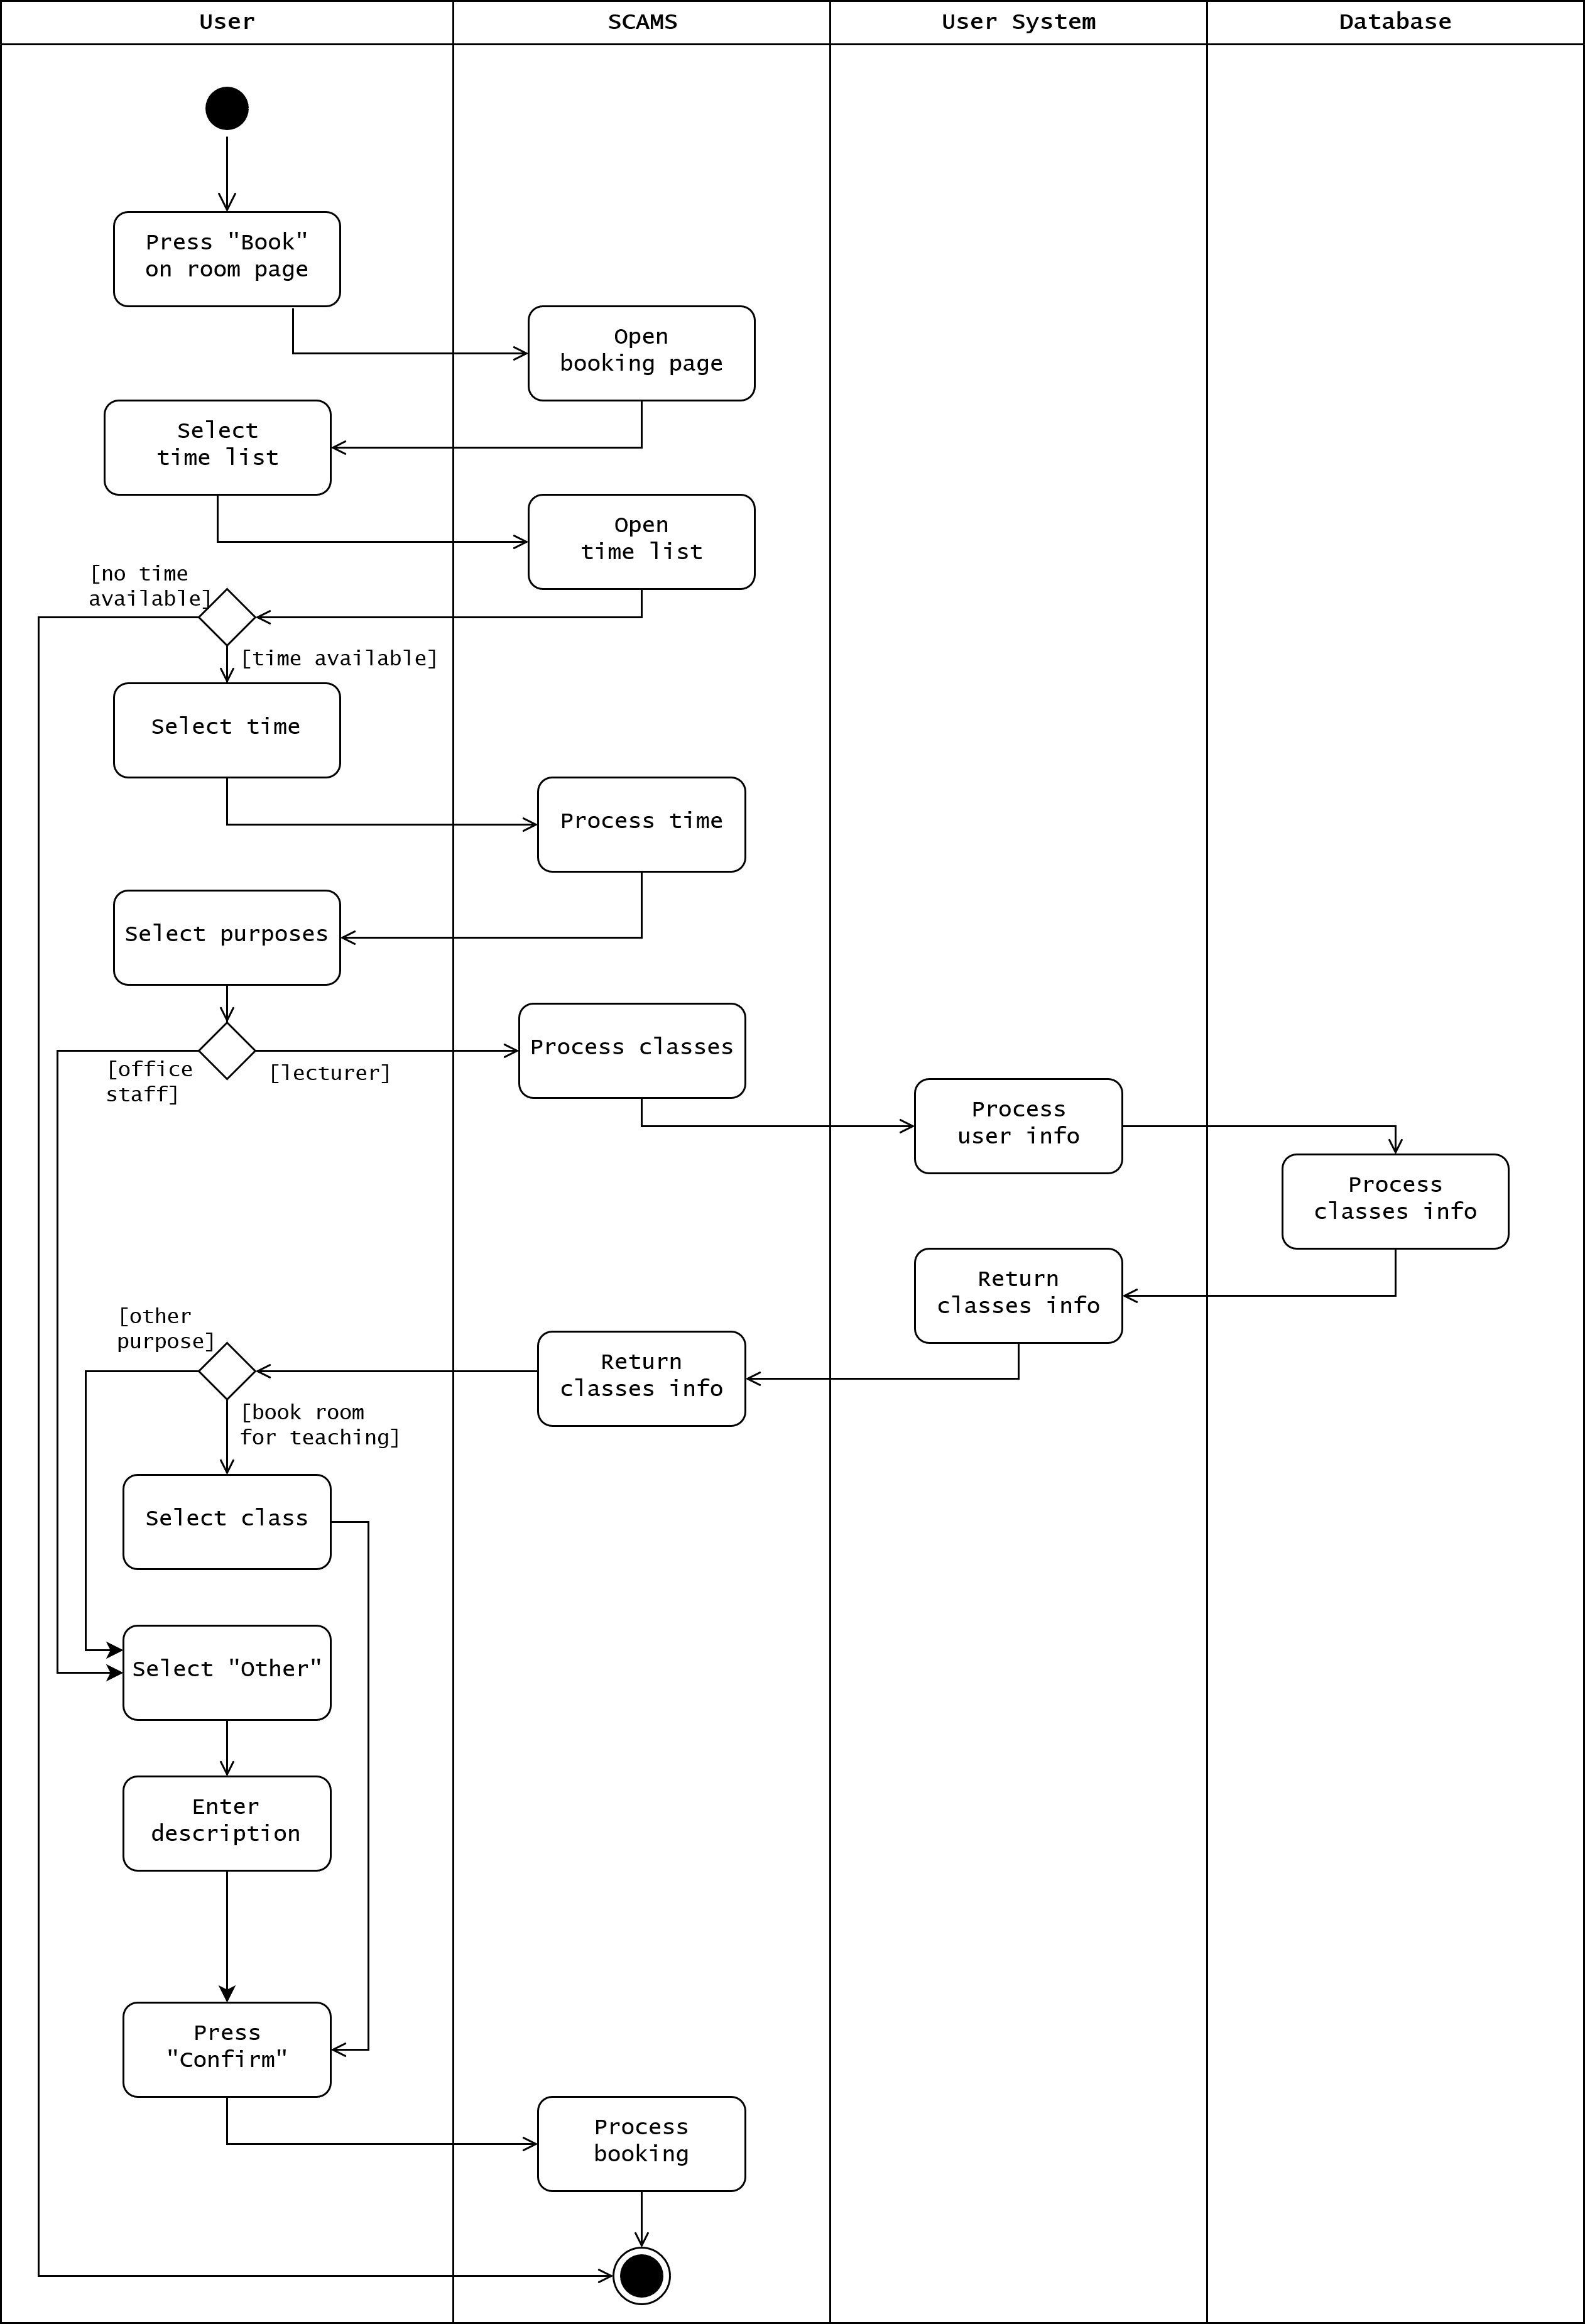 User
SCAMS
User System
Database
Press "Book"
on room page
Open
booking page
Select
time list
Open
time list
[no time
available]
[time available]
Select time
Process time
Select purposes
Process classes
[office
staff]
[lecturer]
Process
user info
Process
classes info
Return
classes info
[other
purpose]
Return
classes info
[book room
for teaching]
Select class
Select "Other"
Enter
description
Press
"Confirm"
Process
booking